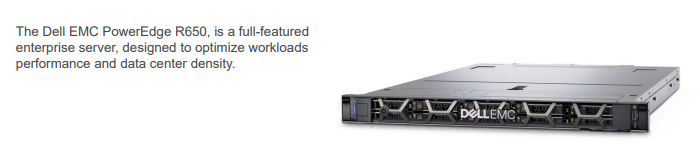 The Dell EMC PowerEdge R650, is a full-featured
enterprise server, designed to optimize workloads
performance and data center density.
DELLEMC